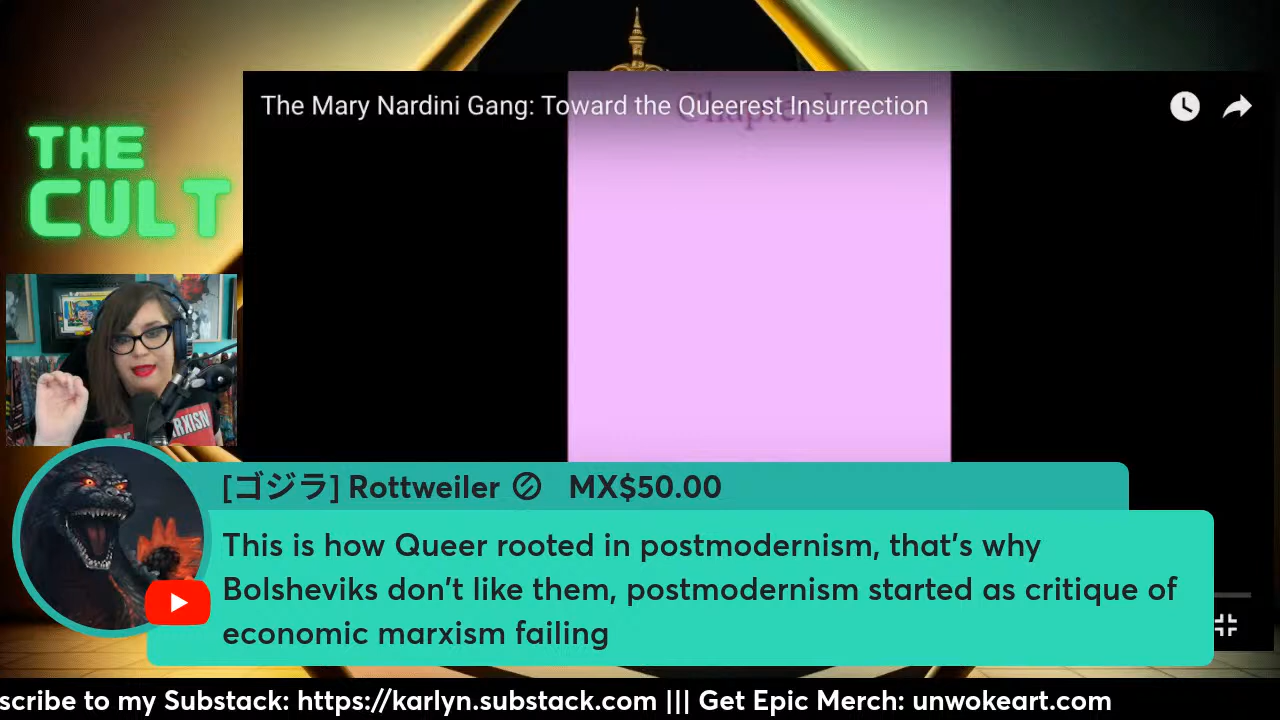 The Mary Nardini Gang: Toward the Queerest Insurrection
Chapter I
THE
CULT
[ゴジラ] Rottweiler MX$50.00
This is how Queer rooted in postmodernism, that's why
Bolsheviks don't like them, postmodernism started as critique of
economic marxism failing
scribe to my Substack: https://karlyn.substack.com ||| Get Epic Merch: unwokeart.com